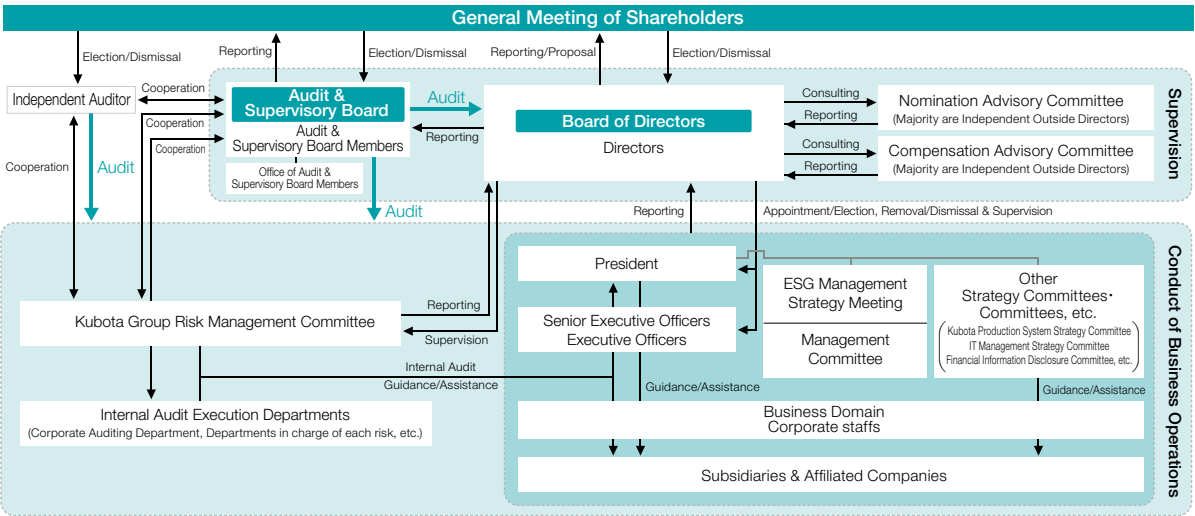 General Meeting of Shareholders
Election/Dismissal
Reporting
Election/Dismissal
Reporting/Proposal
Election/Dismissal
Independent Auditor
Cooperation
Cooperation
Cooperation
Cooperation
Audit
Audit &
Supervisory Board
Audit &
Supervisory Board Members
Office of Audit &
Supervisory Board Members
Audit
Reporting
Audit
Board of Directors
Directors
Consulting
Reporting
Consulting
Reporting
Nomination Advisory Committee
(Majority are Independent Outside Directors)
Compensation Advisory Committee
(Majority are Independent Outside Directors)
Supervision
Reporting
Appointment/Election, Removal/Dismissal & Supervision
Kubota Group Risk Management Committee
Reporting
Supervision
Internal Audit
Guidance/Assistance
Internal Audit Execution Departments
(Corporate Auditing Department, Departments in charge of each risk, etc.)
President
Senior Executive Officers
Executive Officers
ESG Management
Strategy Meeting
Management
Committee
Other
Strategy Committees・
Committees, etc.
(Kubota Production System Strategy Committee
IT Management Strategy Committee
Financial Information Disclosure Committee, etc.)
Guidance/Assistance
Guidance/Assistance
Business Domain
Corporate staffs
Subsidiaries & Affiliated Companies
Conduct of Business Operations